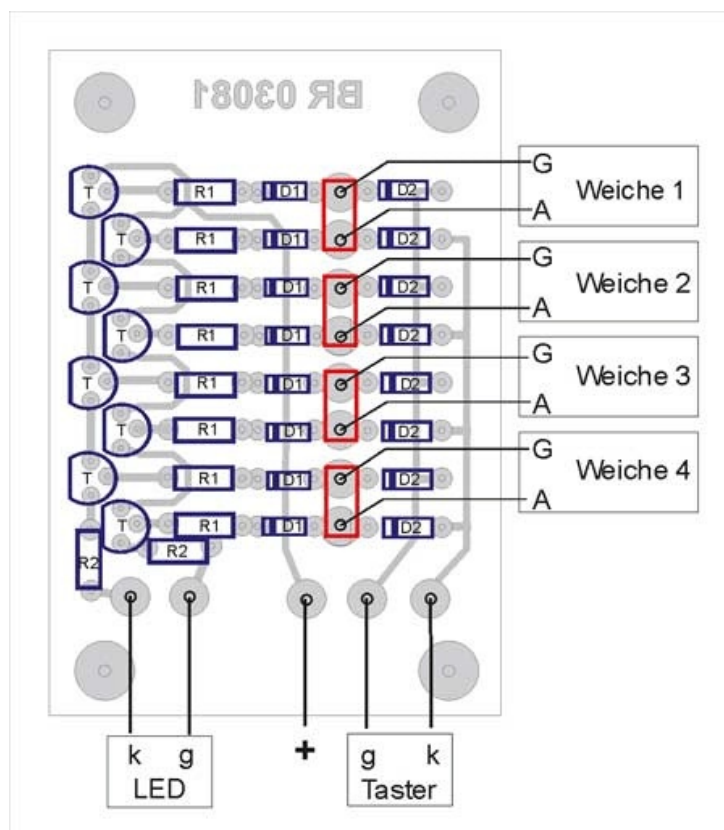 BR 03081
T R1 D1 D2 G Weiche 1
T R1 D1 D2 A
T R1 D1 D2 G Weiche 2
T R1 D1 D2 A
T R1 D1 D2 G Weiche 3
T R1 D1 D2 A
T R1 D1 D2 G Weiche 4
T R1 D1 D2 A
R2 R2
k g + g k
LED Taster